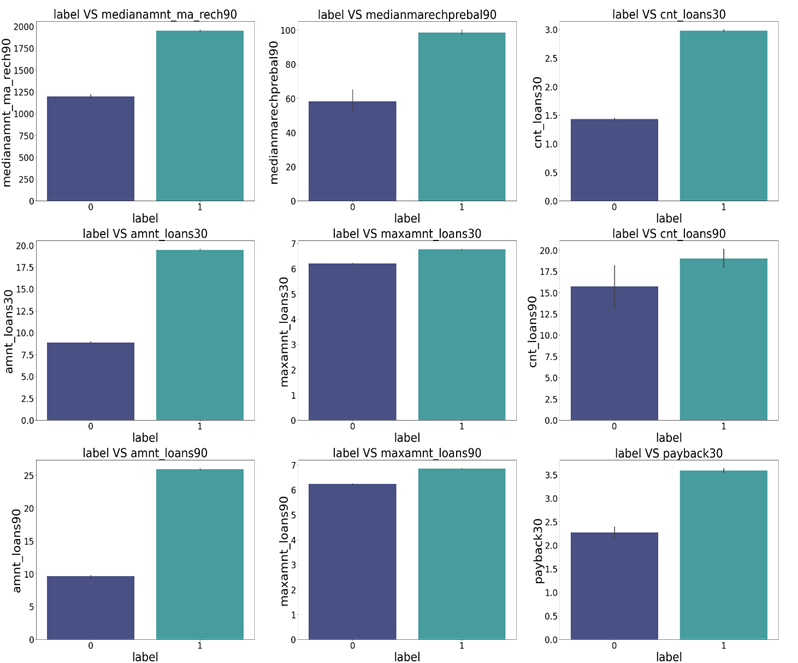 label VS medianamnt_ma_rech90
medianamnt_ma_rech90
2000
1750
1500
1250
1000
750
500
250
0
0 1
label
label VS medianmarechprebal90
medianmarechprebal90
100
80
60
40
20
0
0 1
label
label VS cnt_loans30
cnt_loans30
3.0
2.5
2.0
1.5
1.0
0.5
0.0
0 1
label
label VS amnt_loans30
amnt_loans30
20.0
17.5
15.0
12.5
10.0
7.5
5.0
2.5
0.0
0 1
label
label VS maxamnt_loans30
maxamnt_loans30
7
6
5
4
3
2
1
0
0 1
label
label VS cnt_loans90
cnt_loans90
20.0
17.5
15.0
12.5
10.0
7.5
5.0
2.5
0.0
0 1
label
label VS amnt_loans90
amnt_loans90
25
20
15
10
5
0
0 1
label
label VS maxamnt_loans90
maxamnt_loans90
7
6
5
4
3
2
1
0
0 1
label
label VS payback30
payback30
3.5
3.0
2.5
2.0
1.5
1.0
0.5
0.0
0 1
label